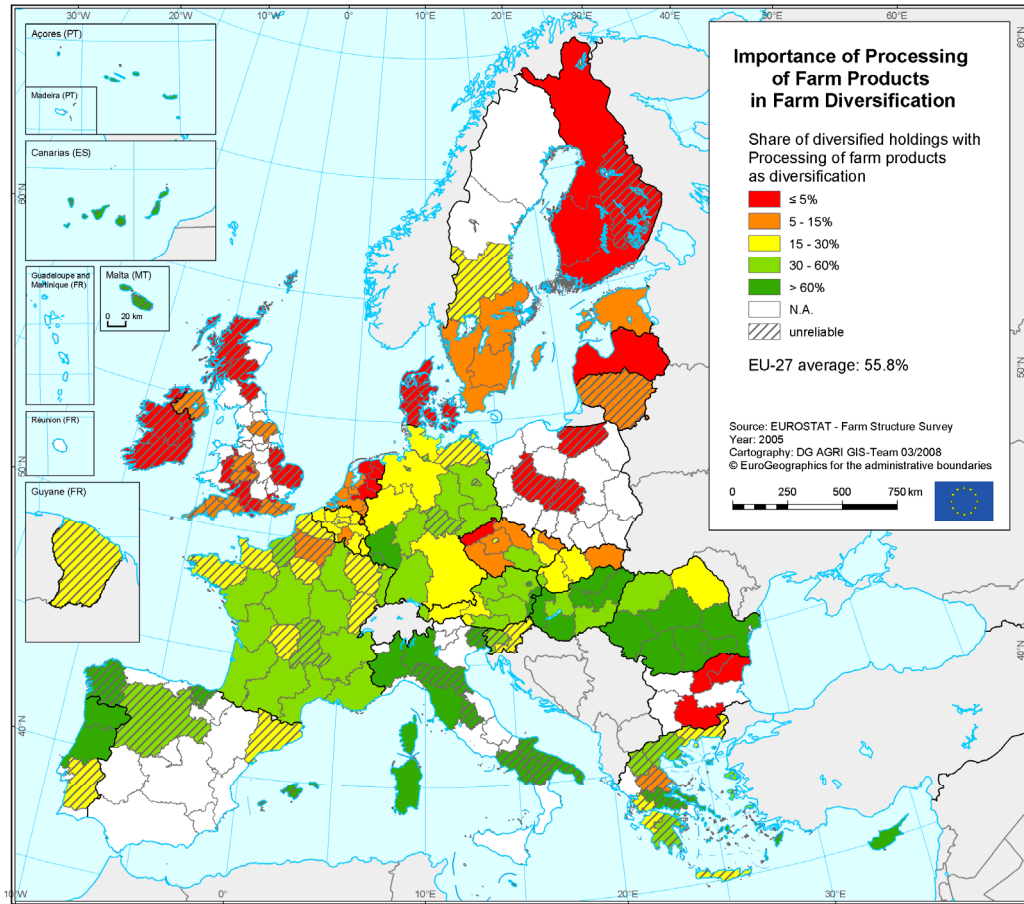 30°W
20°W
10°W
0°
10°E
20°E
30°E
50°E
60°E
Açores (PT)
Madeira (PT)
Canarias (ES)
Guadeloupe and
Martinique (FR)
Malta (MT)
0 20 km
Réunion (FR)
Guyane (FR)
Importance of Processing
of Farm Products
in Farm Diversification
Share of diversified holdings with
Processing of farm products
as diversification
≤ 5%
5 - 15%
15 - 30%
30 - 60%
> 60%
N.A.
unreliable
EU-27 average: 55.8%
Source: EUROSTAT - Farm Structure Survey
Year: 2005
Cartography: DG AGRI GIS-Team 03/2008
© EuroGeographics for the administrative boundaries
0 250 500 750 km
60°N
50°N
40°N
60°N
50°N
40°N
10°W
0°
10°E
20°E
30°E